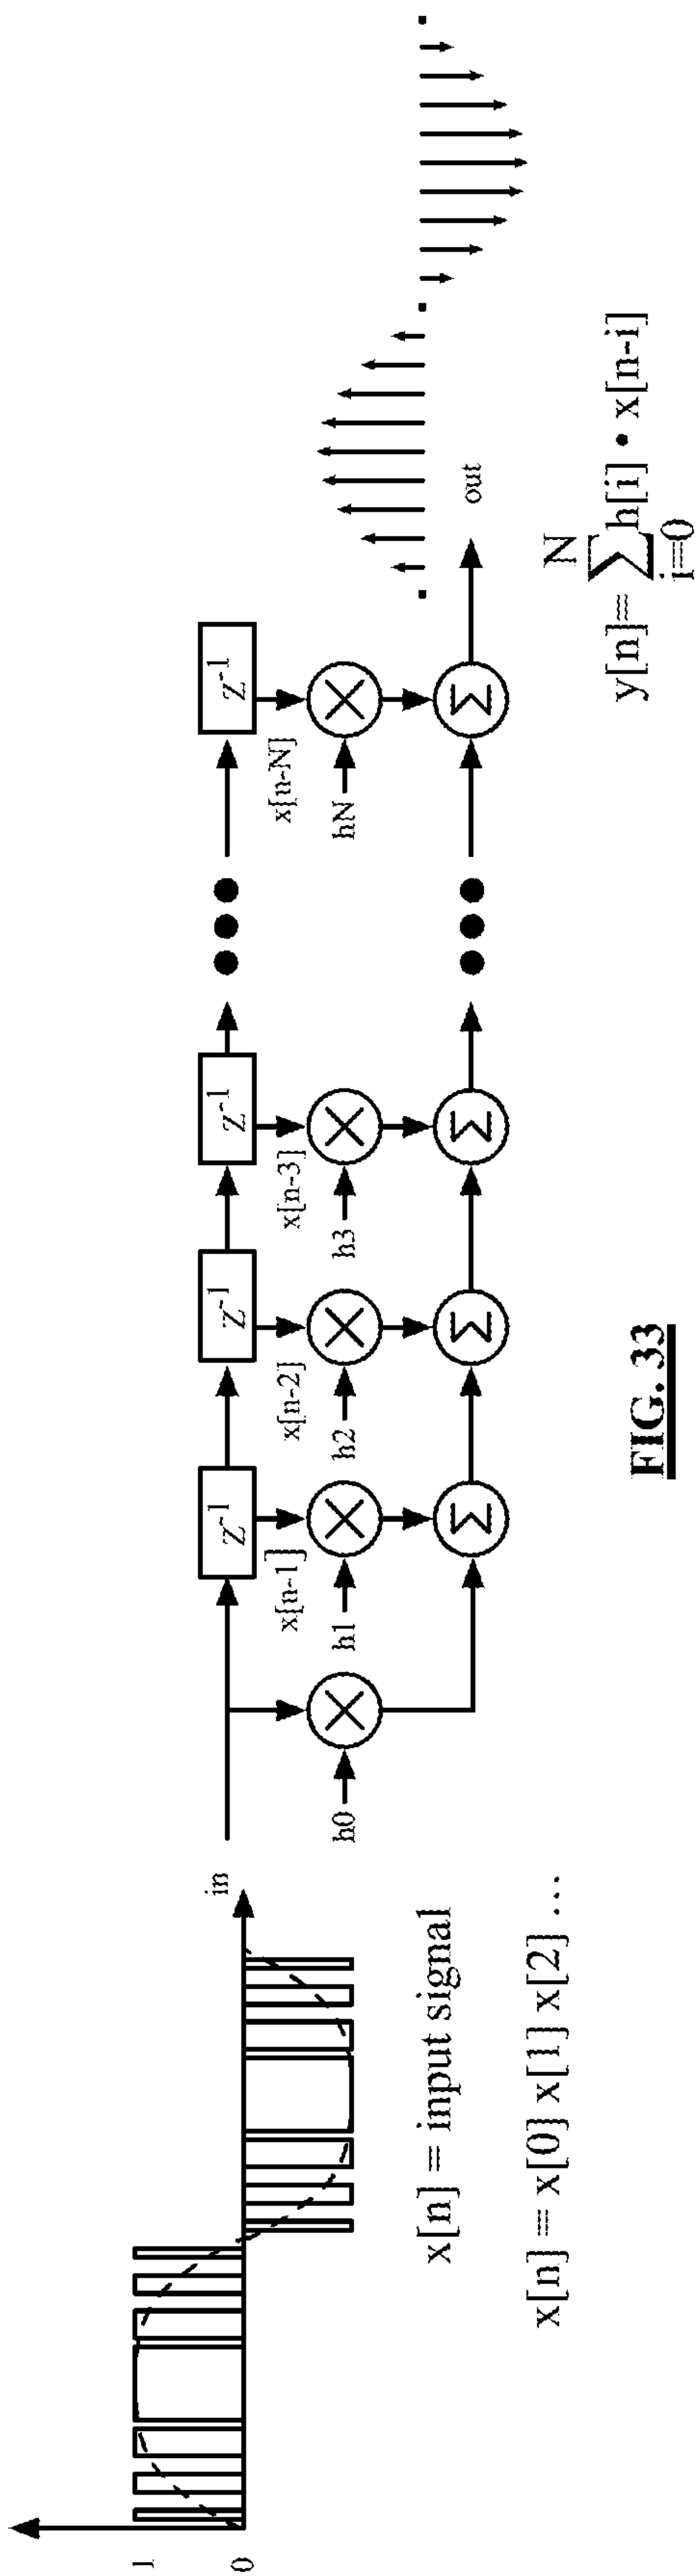 1
0
in
z⁻¹
z⁻¹
z⁻¹
z⁻¹
x[n-1]
x[n-2]
x[n-3]
x[n-N]
h0
h1
h2
h3
hN
Σ
Σ
Σ
Σ
out
x[n] = input signal
x[n] = x[0] x[1] x[2] ...
y[n]= N∑i=0 h[i] • x[n-i]
FIG. 33